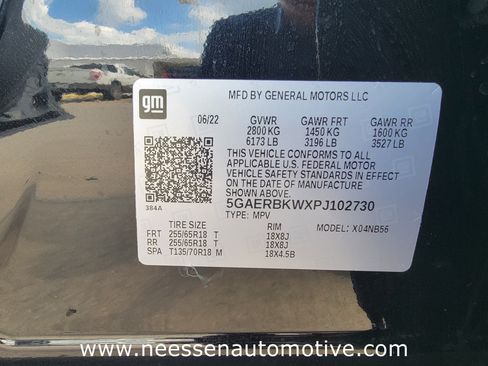 gm
MFD BY GENERAL MOTORS LLC
06/22 GVWR GAWR FRT GAWR RR
2800 KG 1450 KG 1600 KG
6173 LB 3196 LB 3527 LB
THIS VEHICLE CONFORMS TO ALL
APPLICABLE U.S. FEDERAL MOTOR
VEHICLE SAFETY STANDARDS IN EFFECT
ON THE DATE OF MANUFACTURE
SHOWN ABOVE.
384A 5GAERBKWXPJ102730
TYPE: MPV MODEL: X04NB56
TIRE SIZE RIM
FRT 255/65R18 T 18X8J
RR 255/65R18 T 18X8J
SPA T135/70R18 M 18X4.5B
www.neessenautomotive.com